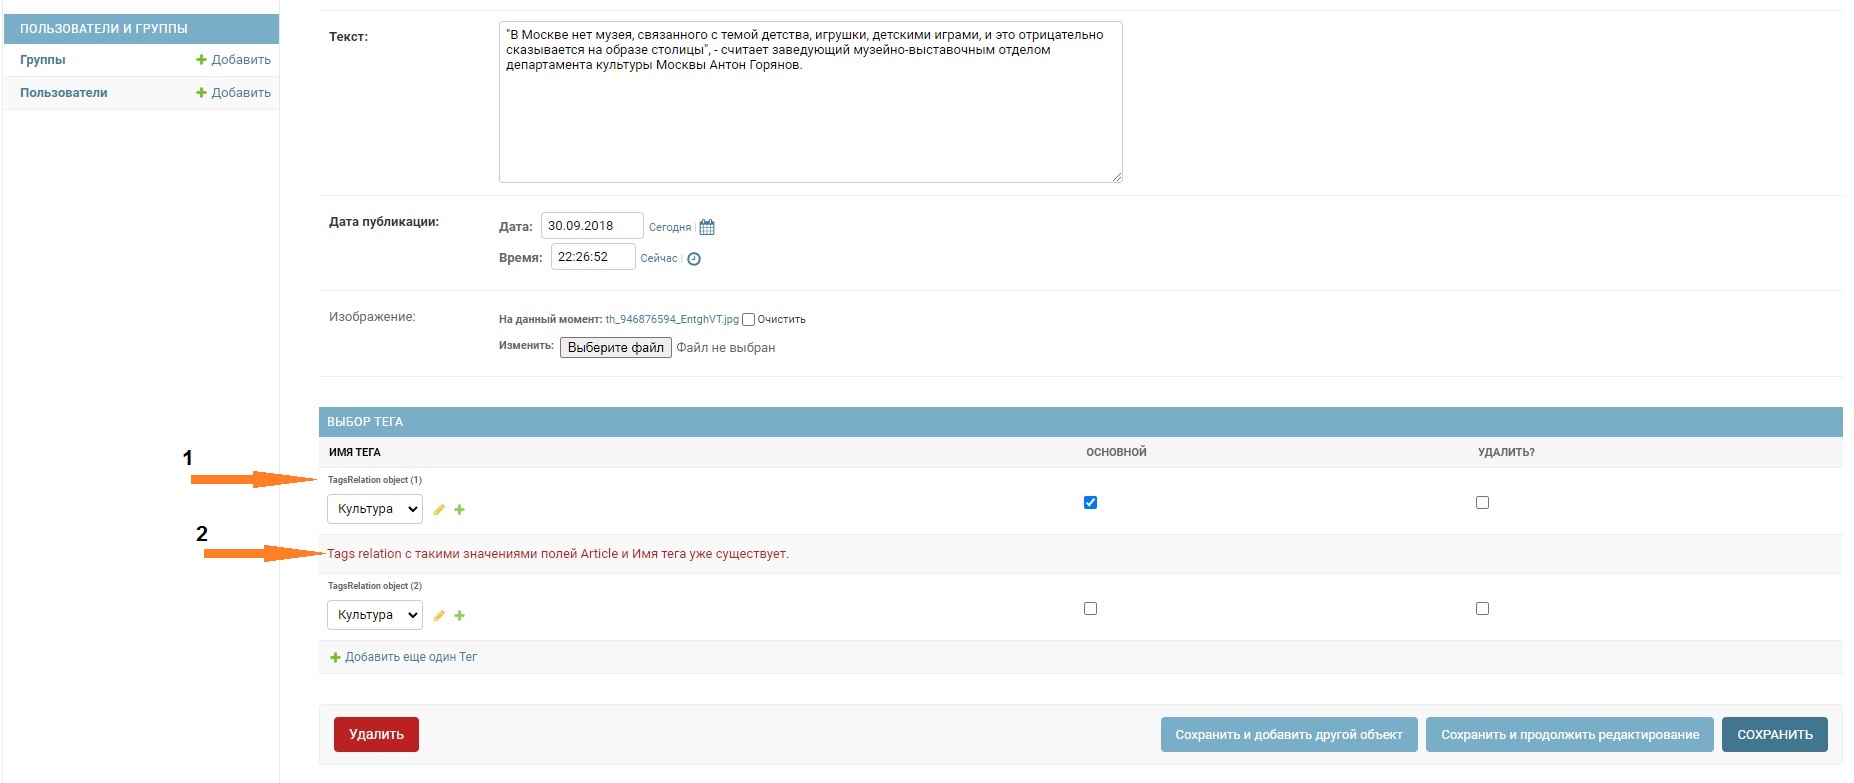 ПОЛЬЗОВАТЕЛИ И ГРУППЫ
Группы
Добавить
Пользователи
Добавить
Текст:
"В Москве нет музея, связанного с темой детства, игрушки, детскими играми, и это отрицательно
сказывается на образе столицы", - считает заведующий музейно-выставочным отделом
департамента культуры Москвы Антон Горянов.
Дата публикации:
Дата: 30.09.2018 Сегодня |
Время: 22:26:52 Сейчас |
Изображение:
На данный момент: th_946876594_EntghVT.jpg Очистить
Изменить: Выберите файл Файл не выбран
ВЫБОР ТЕГА
ИМЯ ТЕГА ОСНОВНОЙ УДАЛИТЬ?
1
TagsRelation object (1)
Культура
2
Tags relation с такими значениями полей Article и Имя тега уже существует.
TagsRelation object (2)
Культура
Добавить еще один Тег
Удалить
Сохранить и добавить другой объект
Сохранить и продолжить редактирование
СОХРАНИТЬ